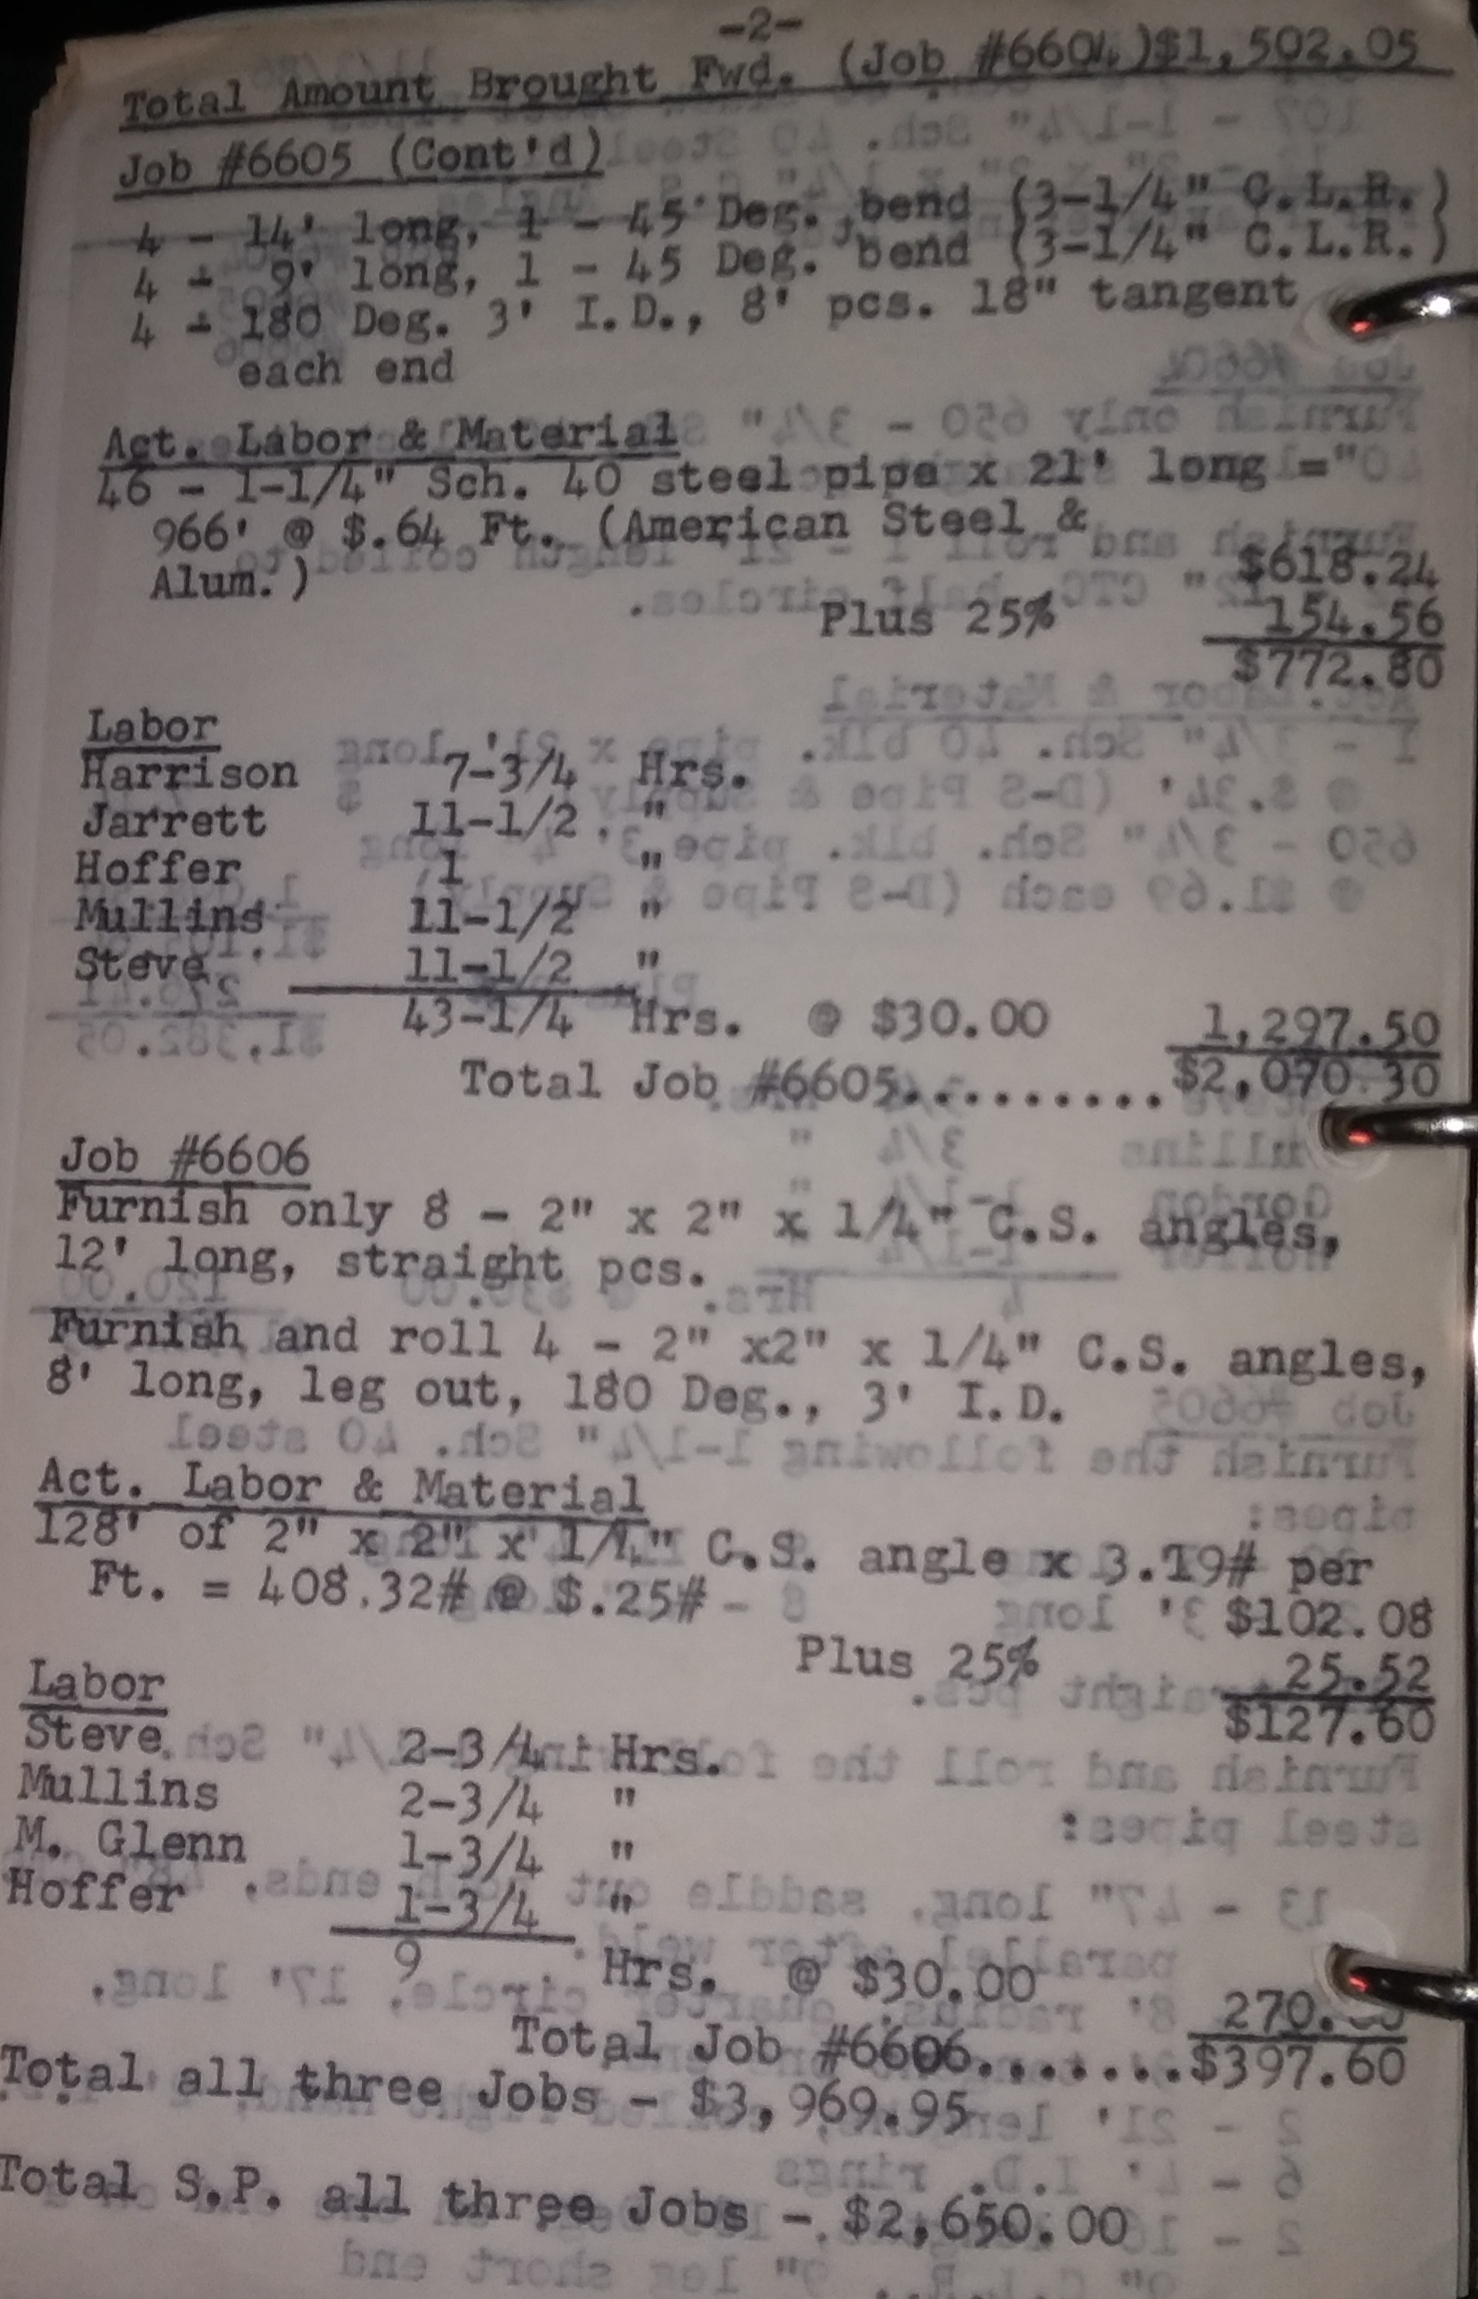 -2-
Total Amount Brought Fwd. (Job #6604)$1,502.05
Job #6605 (Cont'd)
4 - 14' long, 1 - 45 Deg. bend (3-1/4" C.L.R.)
4 - 9' long, 1 - 45 Deg. bend (3-1/4" C.L.R.)
4 - 180 Deg. 3' I.D., 8' pcs. 18" tangent
each end
Act. Labor & Material
46 - 1-1/4" Sch. 40 steel pipe x 21' long =
966' @ $.64 Ft. (American Steel &
Alum.) $618.24
Plus 25% 154.56
$772.80
Labor
Harrison 7-3/4 Hrs.
Jarrett 11-1/2 "
Hoffer 1 "
Mullins 11-1/2 "
Steve 11-1/2 "
43-1/4 Hrs. @ $30.00 1,297.50
Total Job #6605.........$2,070.30
Job #6606
Furnish only 8 - 2" x 2" x 1/4" C.S. angles,
12' long, straight pcs.
Furnish and roll 4 - 2" x2" x 1/4" C.S. angles,
8' long, leg out, 180 Deg., 3' I.D.
Act. Labor & Material
128' of 2" x 2" x 1/4" C.S. angle x 3.19# per
Ft. = 408.32# @ $.25# - $102.08
Plus 25% 25.52
$127.60
Labor
Steve 2-3/4 Hrs.
Mullins 2-3/4 "
M. Glenn 1-3/4 "
Hoffer 1-3/4 "
9 Hrs. @ $30.00 270.00
Total Job #6606.......$397.60
Total all three Jobs - $3,969.95
Total S.P. all three Jobs - $2,650.00